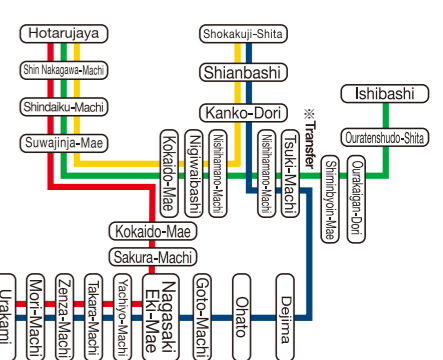 Hotarujaya
Shin Nakagawa-Machi
Shindaiku-Machi
Suwajinja-Mae
Shokakuji-Shita
Shianbashi
Kanko-Dori
Ishibashi
Ouratenshudo-Shita
Kokaido-Mae
Nigiwaibashi
Nishihamano-Machi
Nishihamano-Machi
Tsuki-Machi
※ Transfer
Shiminbyoin-Mae
Ourakaigan-Dori
Kokaido-Mae
Sakura-Machi
Urakami
Mori-Machi
Zenza-Machi
Takara-Machi
Yachiyo-Machi
Nagasaki
Eki-Mae
Goto-Machi
Ohato
Dejima